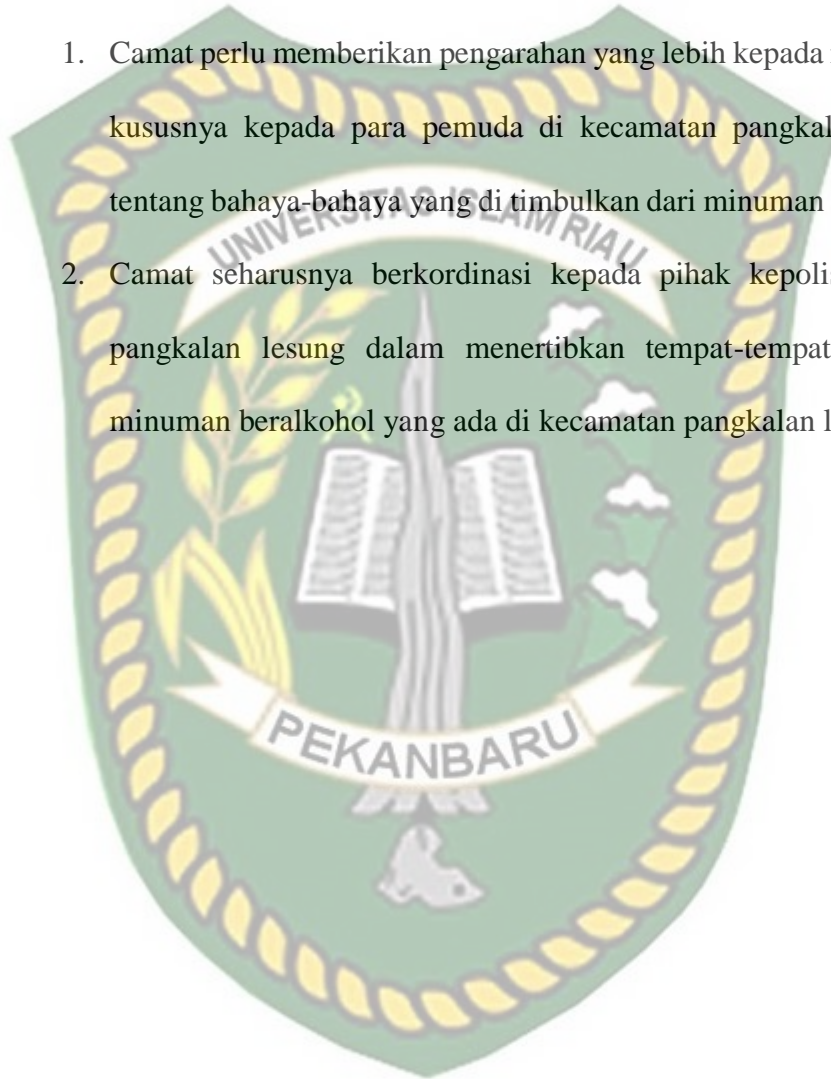 1. Camat perlu memberikan pengarahan yang lebih kepada
kususnya kepada para pemuda di kecamatan
tentang bahaya-bahaya yang di timbulkan dari minuman
UNIVERSITAS ISLAM RIAU
2. Camat seharusnya berkordinasi kepada pihak
pangkalan lesung dalam menertibkan tempat-tempat
minuman beralkohol yang ada di kecamatan pangkalan
PEKANBARU